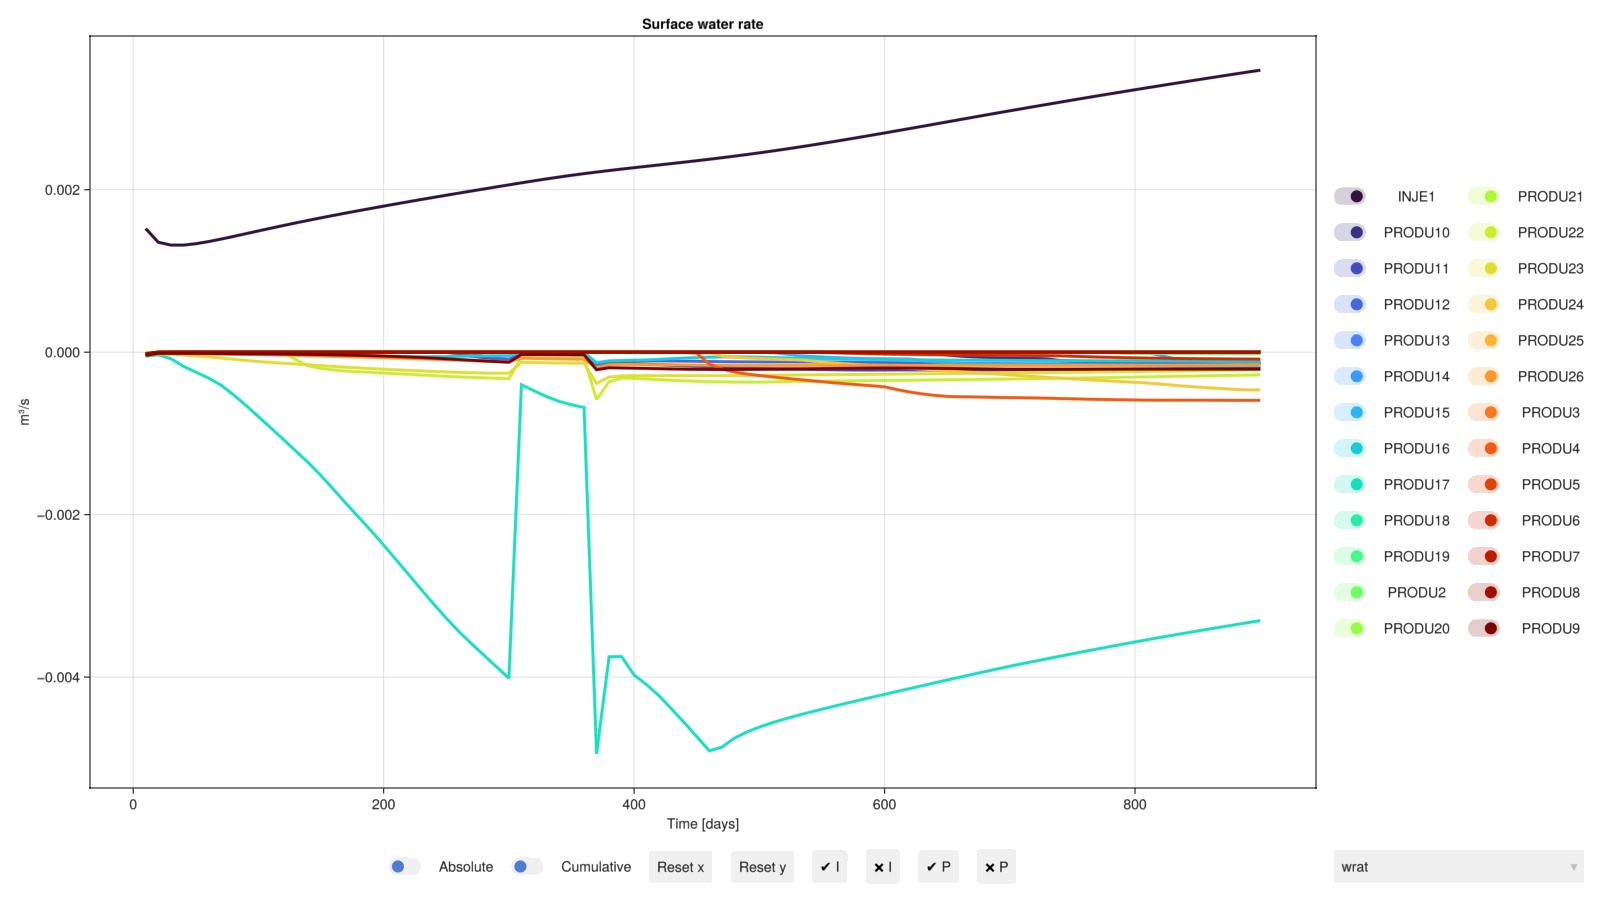 Surface water rate
m³/s
0.002
0.000
−0.002
−0.004
0 200 400 600 800
Time [days]
INJE1 PRODU21
PRODU10 PRODU22
PRODU11 PRODU23
PRODU12 PRODU24
PRODU13 PRODU25
PRODU14 PRODU26
PRODU15 PRODU3
PRODU16 PRODU4
PRODU17 PRODU5
PRODU18 PRODU6
PRODU19 PRODU7
PRODU2 PRODU8
PRODU20 PRODU9
Absolute Cumulative Reset x Reset y ✔ I ✖ I ✔ P ✖ P wrat ▼